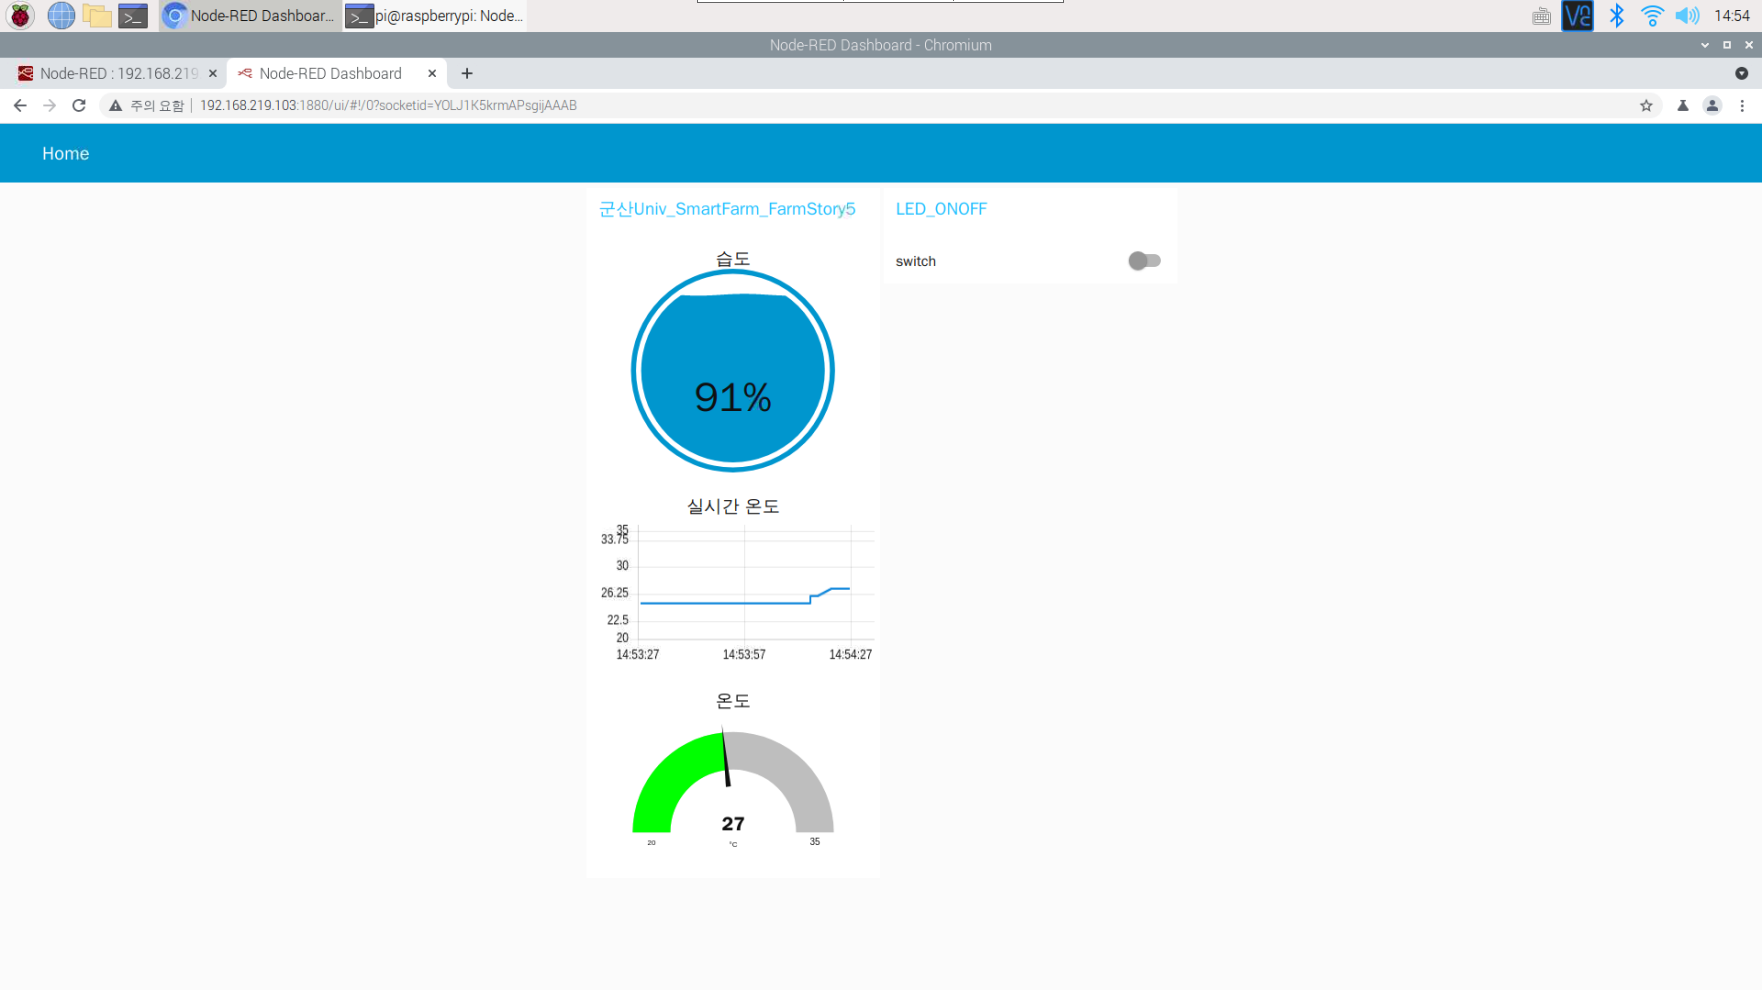 Node-RED Dashboar...
pi@raspberrypi: Node...
14:54
Node-RED Dashboard - Chromium
Node-RED : 192.168.219
Node-RED Dashboard
주의 요함
192.168.219.103:1880/ui/#!/0?socketid=YOLJ1K5krmAPsgijAAAB
Home
군산Univ_SmartFarm_FarmStory5
LED_ONOFF
습도
switch
91%
실시간 온도
35
33.75
30
26.25
22.5
20
14:53:27 14:53:57 14:54:27
온도
27
20 °C 35